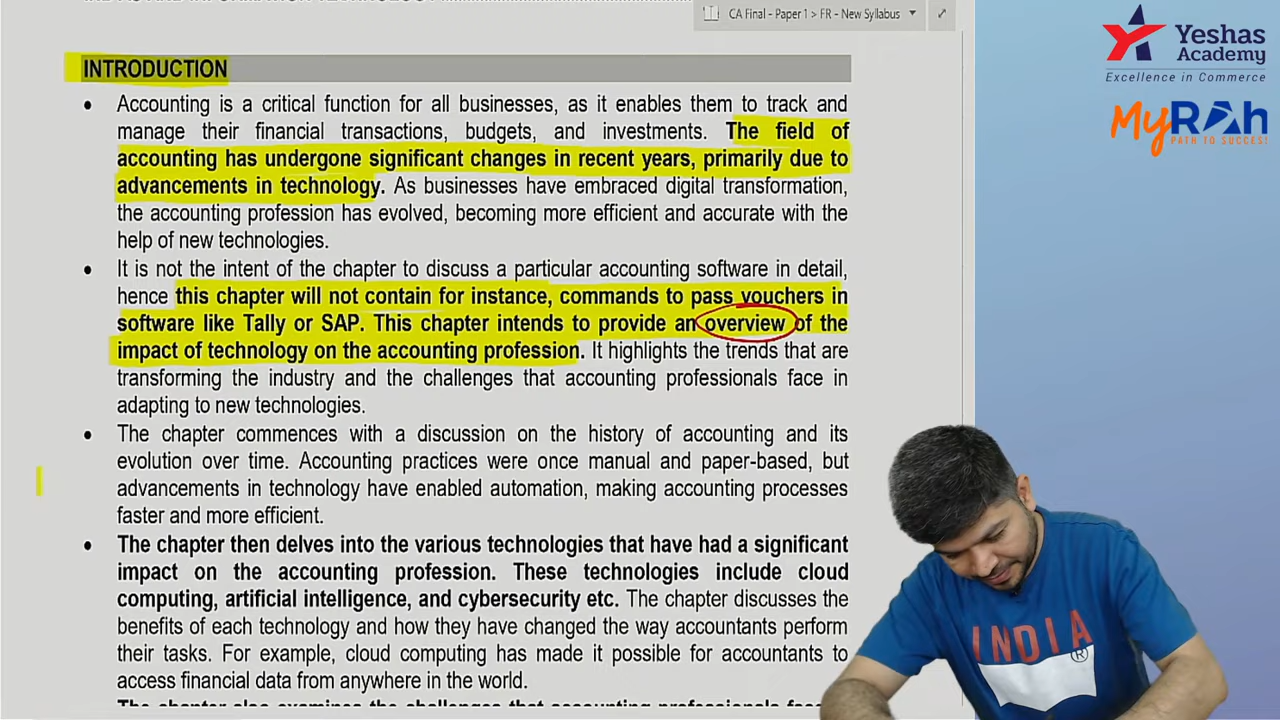 CA Final - Paper 1 > FR - New Syllabus
Yeshas
Academy
Excellence in Commerce
MyRAh
PATH TO SUCCESS!
INTRODUCTION
• Accounting is a critical function for all businesses, as it enables them to track and
manage their financial transactions, budgets, and investments. The field of
accounting has undergone significant changes in recent years, primarily due to
advancements in technology. As businesses have embraced digital transformation,
the accounting profession has evolved, becoming more efficient and accurate with the
help of new technologies.
• It is not the intent of the chapter to discuss a particular accounting software in detail,
hence this chapter will not contain for instance, commands to pass vouchers in
software like Tally or SAP. This chapter intends to provide an overview of the
impact of technology on the accounting profession. It highlights the trends that are
transforming the industry and the challenges that accounting professionals face in
adapting to new technologies.
• The chapter commences with a discussion on the history of accounting and its
evolution over time. Accounting practices were once manual and paper-based, but
advancements in technology have enabled automation, making accounting processes
faster and more efficient.
• The chapter then delves into the various technologies that have had a significant
impact on the accounting profession. These technologies include cloud
computing, artificial intelligence, and cybersecurity etc. The chapter discusses the
benefits of each technology and how they have changed the way accountants perform
their tasks. For example, cloud computing has made it possible for accountants to
access financial data from anywhere in the world.
The chapter also examines the challenges that accounting professionals
INDIA
®